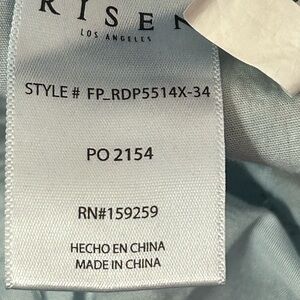 RISEN
LOS ANGELES
STYLE # FP_RDP5514X-34
PO 2154
RN#159259
HECHO EN CHINA
MADE IN CHINA